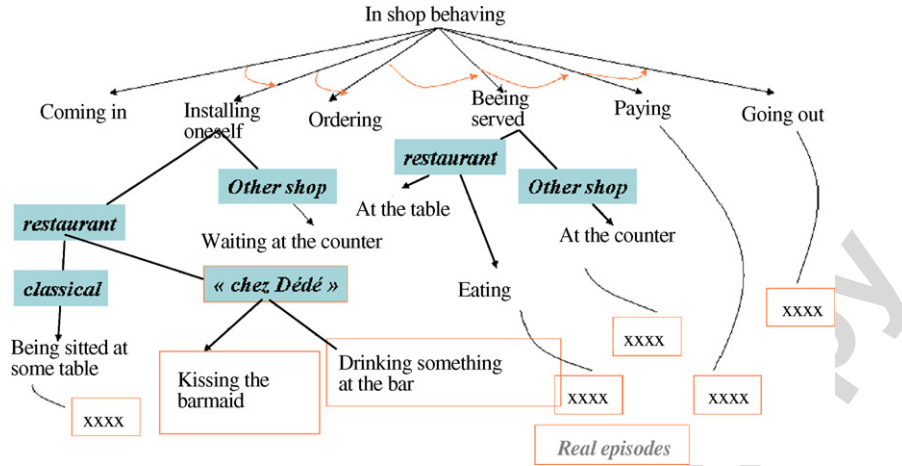 In shop behaving
Coming in
Installing
oneself
Ordering
Beeing
served
Paying
Going out
restaurant
Other shop
restaurant
Other shop
At the table
Waiting at the counter
At the counter
classical
« chez Dédé »
Eating
xxxx
xxxx
Being sitted at
some table
Kissing the
barmaid
Drinking something
at the bar
xxxx
xxxx
xxxx
Real episodes